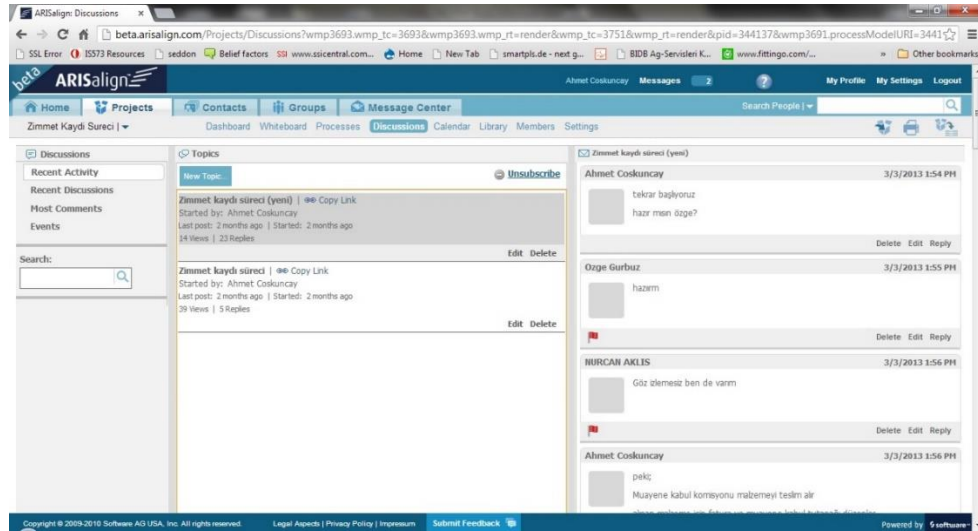 ARISalign: Discussions
beta.arisalign.com/Projects/Discussions?wmp3693.wmp_tc=3693&wmp3693.wmp_rt=render&wmp_tc=3751&wmp_rt=render&pid=344137&wmp3691.processModelURI=3441
SSL Error IS573 Resources seddon Belief factors SSI www.ssicentral.com... Home New Tab smartpls.de - next g... BIDB Ag-Servisleri K... www.fittingo.com/... » Other bookmarks
beta ARISalign Ahmet Coskuncay Messages 2 ? My Profile My Settings Logout
Home Projects Contacts Groups Message Center Search People |
Zimmet Kaydi Sureci | Dashboard Whiteboard Processes Discussions Calendar Library Members Settings
Discussions
Recent Activity
Recent Discussions
Most Comments
Events
Search:
Topics
New Topic... Unsubscribe
Zimmet kaydı süreci (yeni) | Copy Link
Started by: Ahmet Coskuncay
Last post: 2 months ago | Started: 2 months ago
14 Views | 23 Replies
Edit Delete
Zimmet kaydı süreci | Copy Link
Started by: Ahmet Coskuncay
Last post: 2 months ago | Started: 2 months ago
39 Views | 5 Replies
Edit Delete
Zimmet kaydı süreci (yeni)
Ahmet Coskuncay 3/3/2013 1:54 PM
tekrar başlıyoruz
hazır mısın özge?
Delete Edit Reply
Ozge Gurbuz 3/3/2013 1:55 PM
hazırım
Delete Edit Reply
NURCAN AKLIS 3/3/2013 1:56 PM
Göz izlemesiz ben de varım
Delete Edit Reply
Ahmet Coskuncay 3/3/2013 1:56 PM
peki;
Muayene kabul komisyonu malzemeyi teslim alır
Copyright © 2009-2010 Software AG USA, Inc. All rights reserved. Legal Aspects | Privacy Policy | Impressum Submit Feedback Powered by software